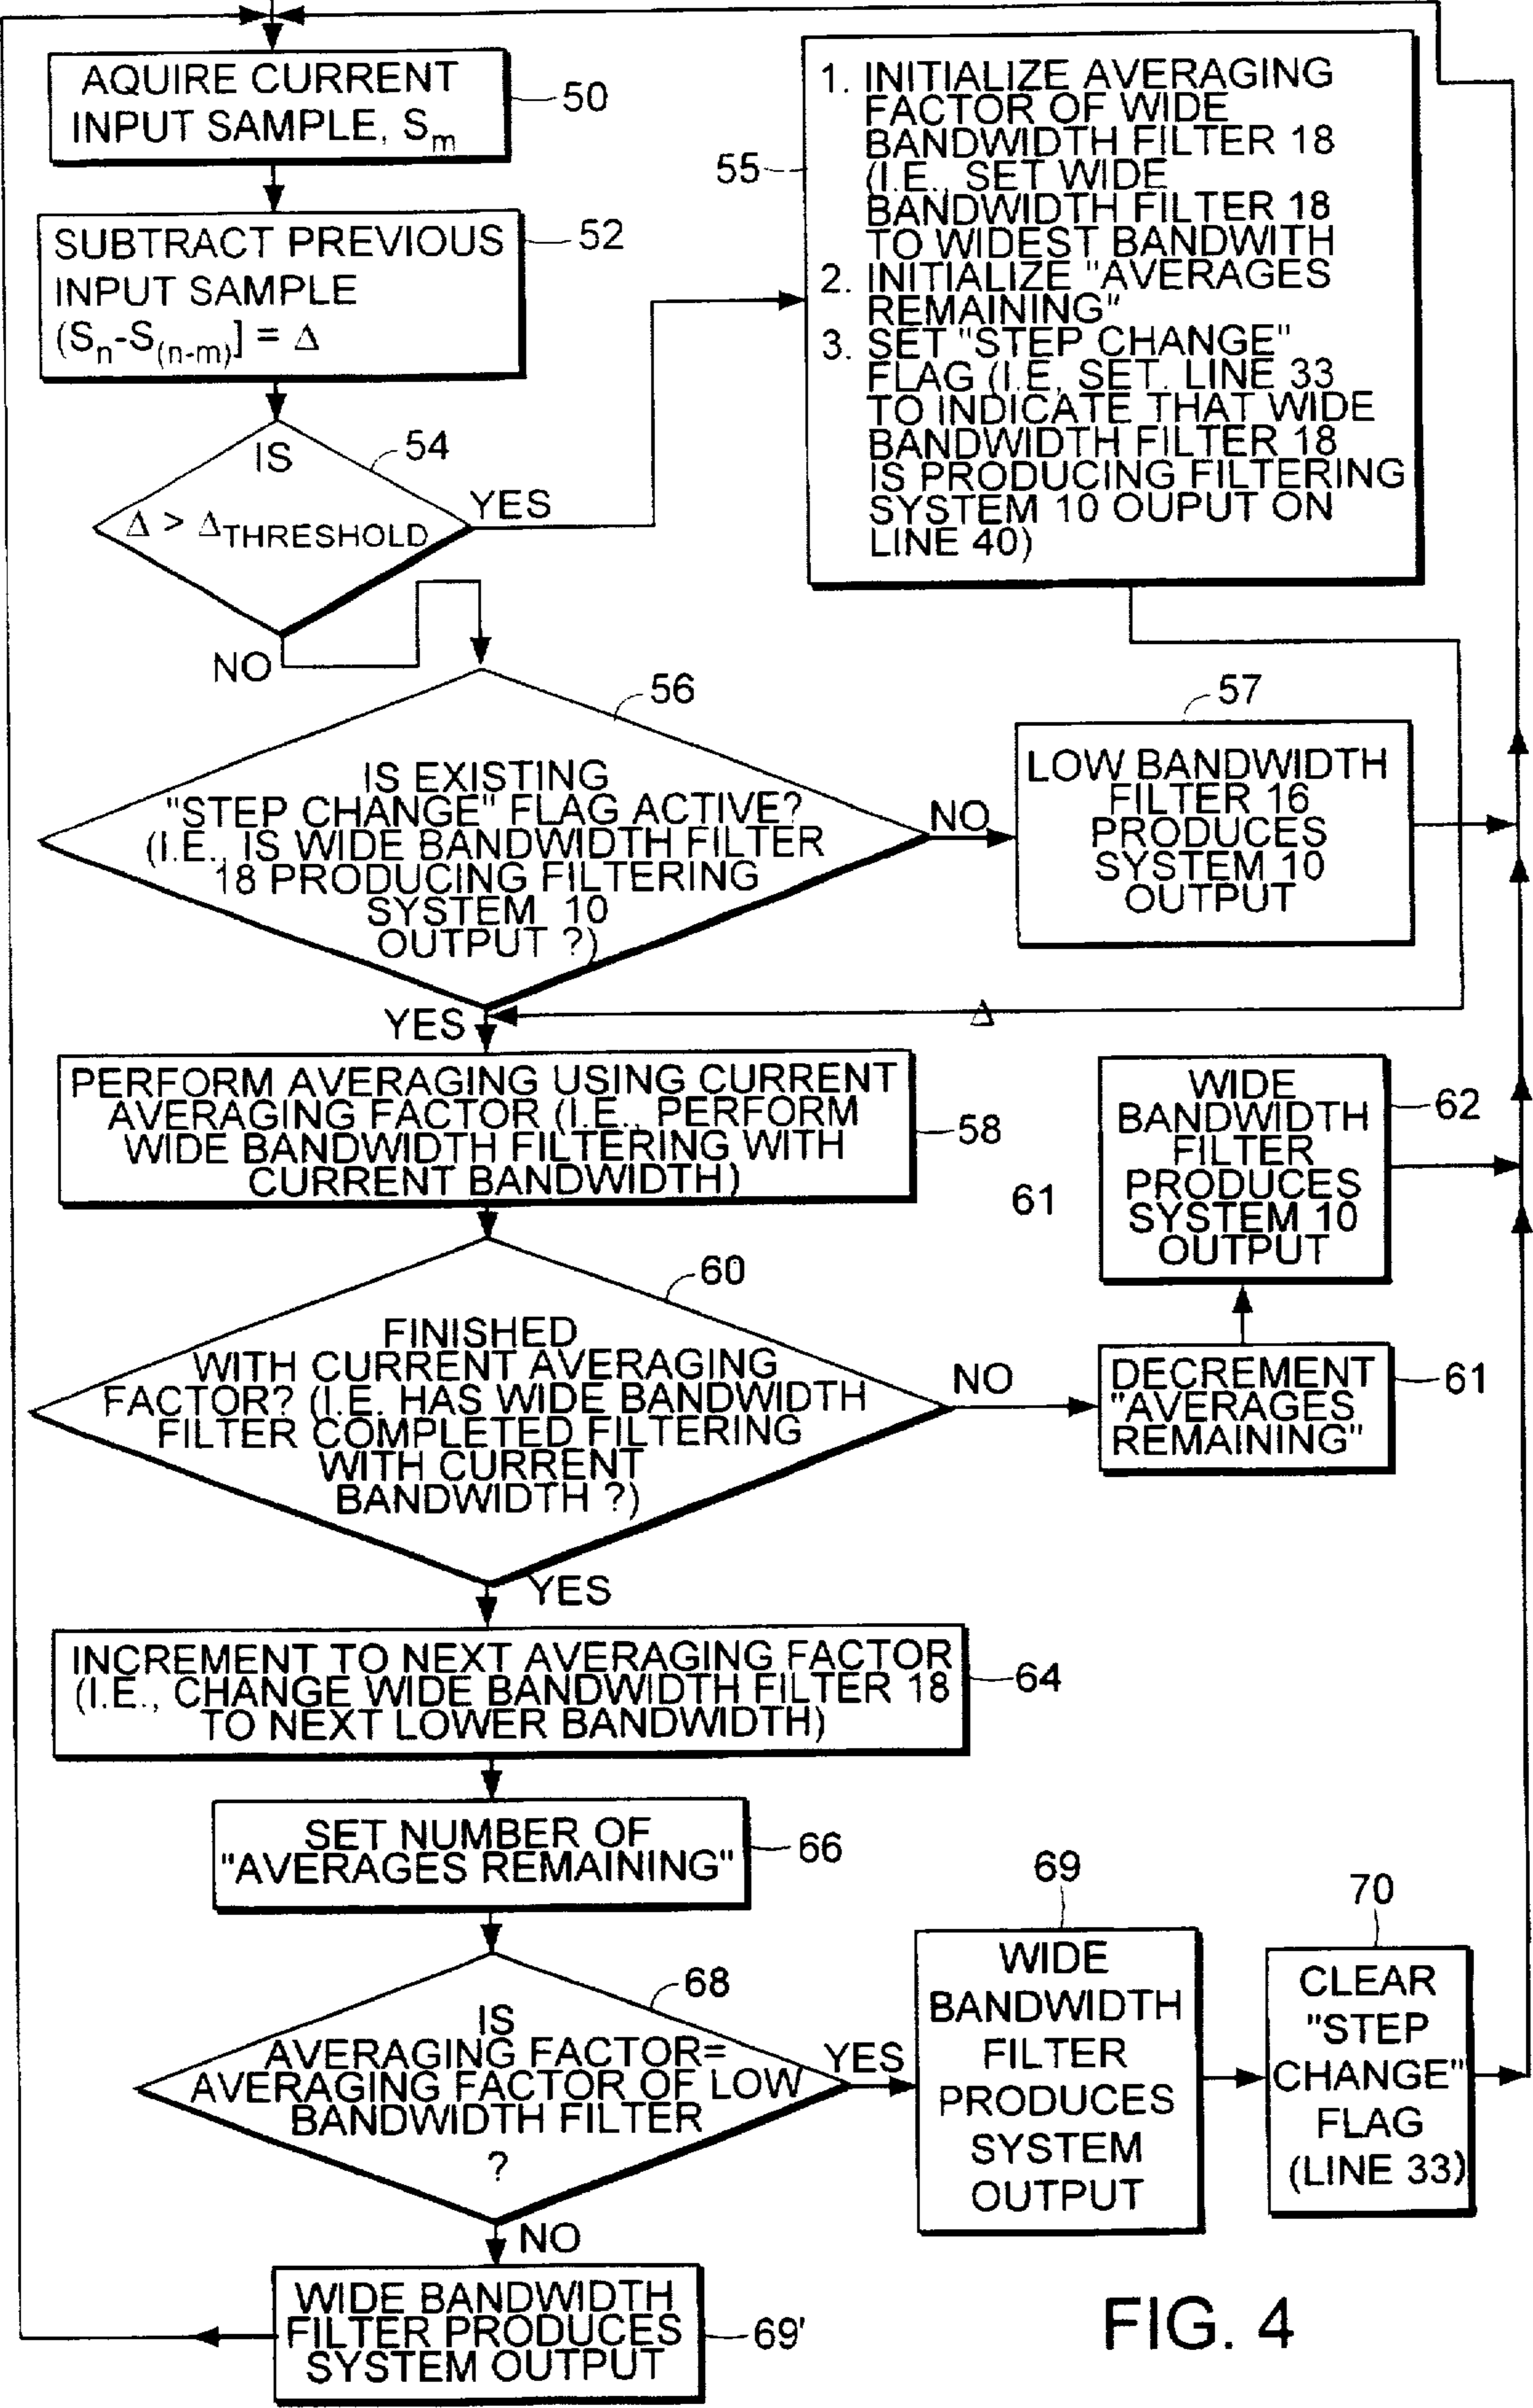 AQUIRE CURRENT
INPUT SAMPLE, Sm
50
SUBTRACT PREVIOUS
INPUT SAMPLE
(Sn-S(n-m)] = Δ
52
IS
Δ > ΔTHRESHOLD
54
YES
NO
55
1. INITIALIZE AVERAGING
FACTOR OF WIDE
BANDWIDTH FILTER 18
(I.E., SET WIDE
BANDWIDTH FILTER 18
TO WIDEST BANDWITH
2. INITIALIZE "AVERAGES
REMAINING"
3. SET "STEP CHANGE"
FLAG (I.E, SET. LINE 33
TO INDICATE THAT WIDE
BANDWIDTH FILTER 18
IS PRODUCING FILTERING
SYSTEM 10 OUPUT ON
LINE 40)
56
IS EXISTING
"STEP CHANGE" FLAG ACTIVE?
(I.E., IS WIDE BANDWIDTH FILTER
18 PRODUCING FILTERING
SYSTEM 10
OUTPUT ?)
NO
57
LOW BANDWIDTH
FILTER 16
PRODUCES
SYSTEM 10
OUTPUT
YES
Δ
PERFORM AVERAGING USING CURRENT
AVERAGING FACTOR (I.E., PERFORM
WIDE BANDWIDTH FILTERING WITH
CURRENT BANDWIDTH)
58
61
WIDE
BANDWIDTH
FILTER
PRODUCES
SYSTEM 10
OUTPUT
62
60
FINISHED
WITH CURRENT AVERAGING
FACTOR? (I.E. HAS WIDE BANDWIDTH
FILTER COMPLETED FILTERING
WITH CURRENT
BANDWIDTH ?)
NO
DECREMENT
"AVERAGES
REMAINING"
61
YES
INCREMENT TO NEXT AVERAGING FACTOR
(I.E., CHANGE WIDE BANDWIDTH FILTER 18
TO NEXT LOWER BANDWIDTH)
64
SET NUMBER OF
"AVERAGES REMAINING"
66
68
IS
AVERAGING FACTOR=
AVERAGING FACTOR OF LOW
BANDWIDTH FILTER
?
YES
69
WIDE
BANDWIDTH
FILTER
PRODUCES
SYSTEM
OUTPUT
70
CLEAR
"STEP
CHANGE"
FLAG
(LINE 33)
NO
WIDE BANDWIDTH
FILTER PRODUCES
SYSTEM OUTPUT
69'
FIG. 4